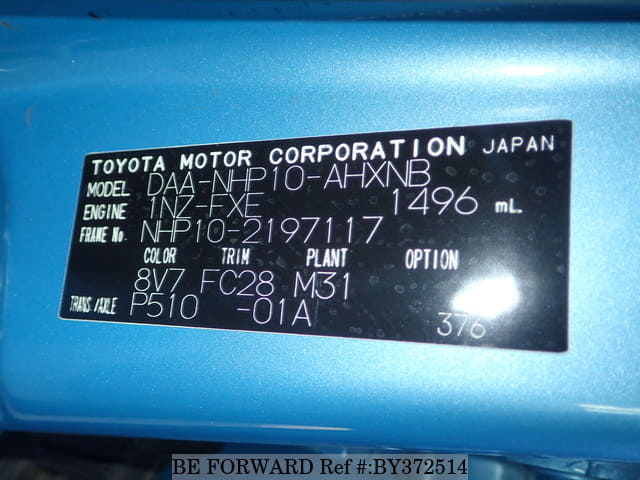 TOYOTA MOTOR CORPORATION JAPAN
MODEL DAA-NHP10-AHXNB
ENGINE 1NZ-FXE 1496 mL
FRAME No. NHP10-2197117
COLOR TRIM PLANT OPTION
8V7 FC28 M31
TRANS./AXLE P510 -01A
376
BE FORWARD Ref #:BY372514